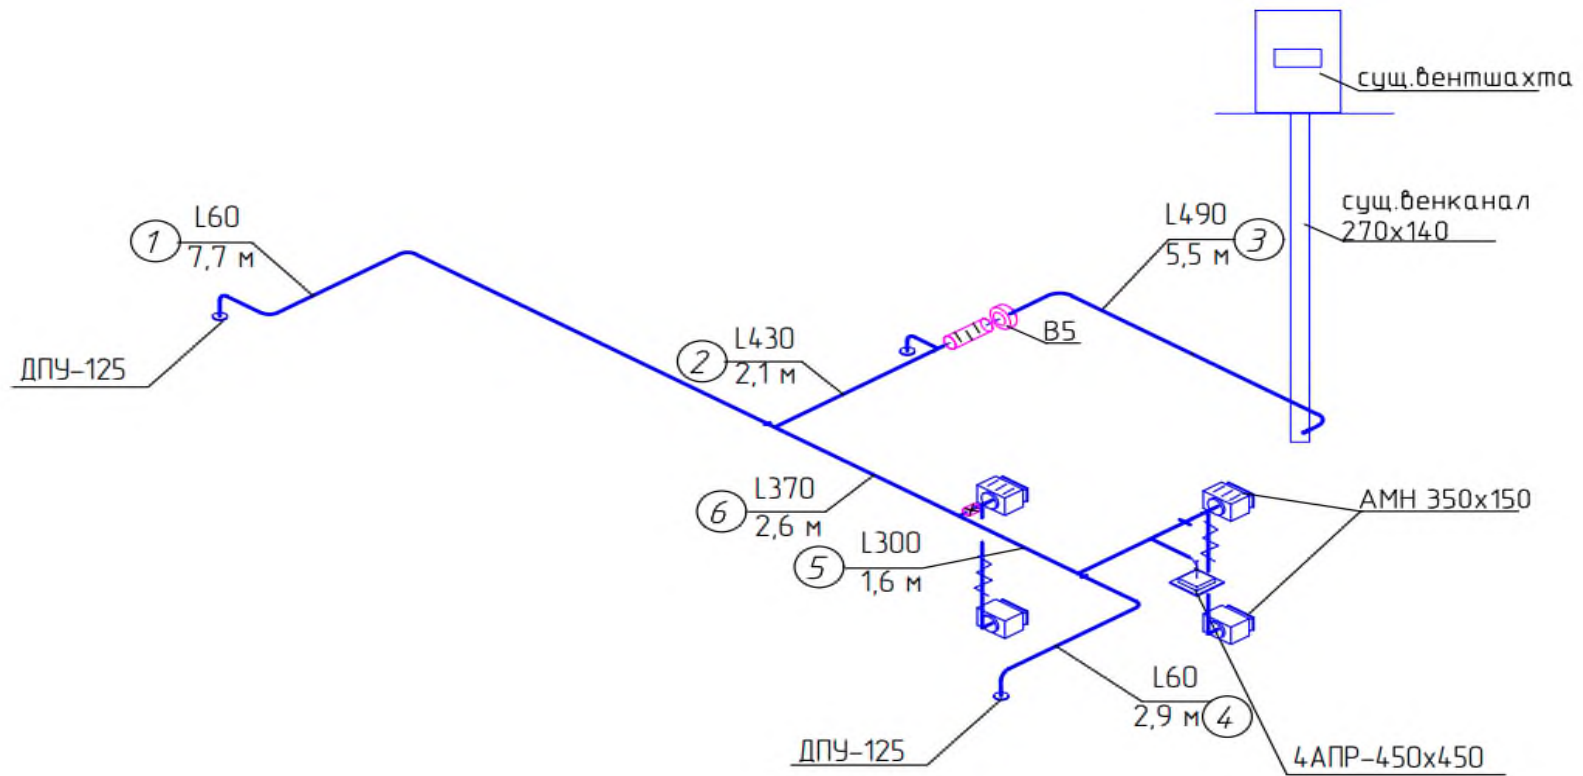 сущ.вентшахта
сущ.венканал
270х140
L60
1
7,7 м
L490
3
5,5 м
ДПУ-125
L430
2
2,1 м
В5
L370
6
2,6 м
АМН 350х150
L300
5
1,6 м
L60
2,9 м
4
ДПУ-125
4АПР-450х450